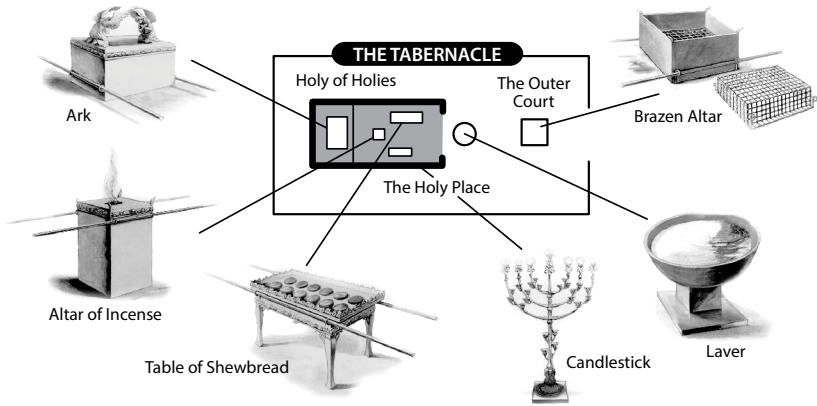 THE TABERNACLE
Holy of Holies
The Outer
Court
Ark
Brazen Altar
The Holy Place
Altar of Incense
Table of Shewbread
Candlestick
Laver